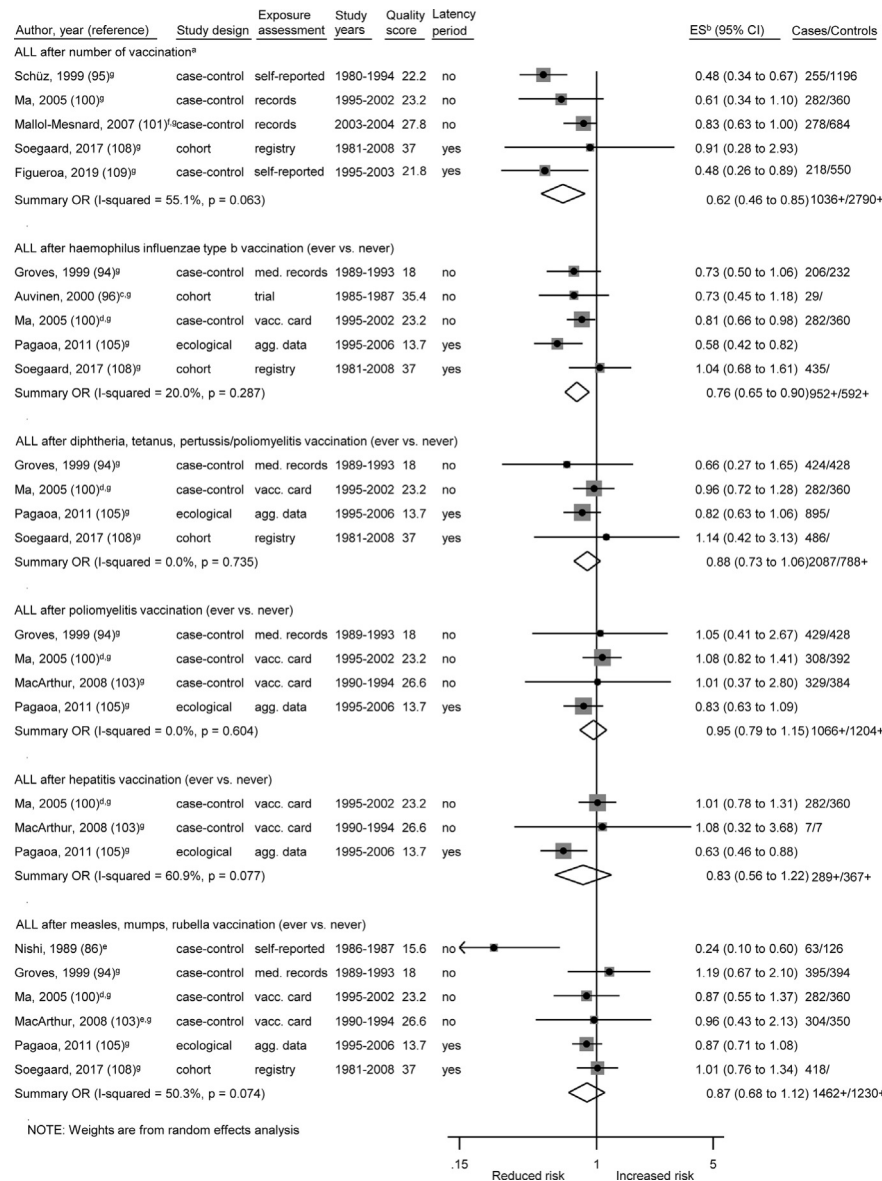 Exposure Study Quality Latency
Author, year (reference) Study design assessment years score period ESᵇ (95% CI) Cases/Controls
ALL after number of vaccinationᵃ
Schüz, 1999 (95)ᵍ case-control self-reported 1980-1994 22.2 no 0.48 (0.34 to 0.67) 255/1196
Ma, 2005 (100)ᵍ case-control records 1995-2002 23.2 no 0.61 (0.34 to 1.10) 282/360
Mallol-Mesnard, 2007 (101)ᶠ,ᵍ case-control records 2003-2004 27.8 no 0.83 (0.63 to 1.00) 278/684
Soegaard, 2017 (108)ᵍ cohort registry 1981-2008 37 yes 0.91 (0.28 to 2.93)
Figueroa, 2019 (109)ᵍ case-control self-reported 1995-2003 21.8 yes 0.48 (0.26 to 0.89) 218/550
Summary OR (I-squared = 55.1%, p = 0.063) 0.62 (0.46 to 0.85) 1036+/2790+
ALL after haemophilus influenzae type b vaccination (ever vs. never)
Groves, 1999 (94)ᵍ case-control med. records 1989-1993 18 no 0.73 (0.50 to 1.06) 206/232
Auvinen, 2000 (96)ᶜ,ᵍ cohort trial 1985-1987 35.4 no 0.73 (0.45 to 1.18) 29/
Ma, 2005 (100)ᵈ,ᵍ case-control vacc. card 1995-2002 23.2 no 0.81 (0.66 to 0.98) 282/360
Pagaoa, 2011 (105)ᵍ ecological agg. data 1995-2006 13.7 yes 0.58 (0.42 to 0.82)
Soegaard, 2017 (108)ᵍ cohort registry 1981-2008 37 yes 1.04 (0.68 to 1.61) 435/
Summary OR (I-squared = 20.0%, p = 0.287) 0.76 (0.65 to 0.90) 952+/592+
ALL after diphtheria, tetanus, pertussis/poliomyelitis vaccination (ever vs. never)
Groves, 1999 (94)ᵍ case-control med. records 1989-1993 18 no 0.66 (0.27 to 1.65) 424/428
Ma, 2005 (100)ᵈ,ᵍ case-control vacc. card 1995-2002 23.2 no 0.96 (0.72 to 1.28) 282/360
Pagaoa, 2011 (105)ᵍ ecological agg. data 1995-2006 13.7 yes 0.82 (0.63 to 1.06) 895/
Soegaard, 2017 (108)ᵍ cohort registry 1981-2008 37 yes 1.14 (0.42 to 3.13) 486/
Summary OR (I-squared = 0.0%, p = 0.735) 0.88 (0.73 to 1.06) 2087/788+
ALL after poliomyelitis vaccination (ever vs. never)
Groves, 1999 (94)ᵍ case-control med. records 1989-1993 18 no 1.05 (0.41 to 2.67) 429/428
Ma, 2005 (100)ᵈ,ᵍ case-control vacc. card 1995-2002 23.2 no 1.08 (0.82 to 1.41) 308/392
MacArthur, 2008 (103)ᵍ case-control vacc. card 1990-1994 26.6 no 1.01 (0.37 to 2.80) 329/384
Pagaoa, 2011 (105)ᵍ ecological agg. data 1995-2006 13.7 yes 0.83 (0.63 to 1.09)
Summary OR (I-squared = 0.0%, p = 0.604) 0.95 (0.79 to 1.15) 1066+/1204+
ALL after hepatitis vaccination (ever vs. never)
Ma, 2005 (100)ᵈ,ᵍ case-control vacc. card 1995-2002 23.2 no 1.01 (0.78 to 1.31) 282/360
MacArthur, 2008 (103)ᵍ case-control vacc. card 1990-1994 26.6 no 1.08 (0.32 to 3.68) 7/7
Pagaoa, 2011 (105)ᵍ ecological agg. data 1995-2006 13.7 yes 0.63 (0.46 to 0.88)
Summary OR (I-squared = 60.9%, p = 0.077) 0.83 (0.56 to 1.22) 289+/367+
ALL after measles, mumps, rubella vaccination (ever vs. never)
Nishi, 1989 (86)ᵉ case-control self-reported 1986-1987 15.6 no 0.24 (0.10 to 0.60) 63/126
Groves, 1999 (94)ᵍ case-control med. records 1989-1993 18 no 1.19 (0.67 to 2.10) 395/394
Ma, 2005 (100)ᵈ,ᵍ case-control vacc. card 1995-2002 23.2 no 0.87 (0.55 to 1.37) 282/360
MacArthur, 2008 (103)ᵉ,ᵍ case-control vacc. card 1990-1994 26.6 no 0.96 (0.43 to 2.13) 304/350
Pagaoa, 2011 (105)ᵍ ecological agg. data 1995-2006 13.7 yes 0.87 (0.71 to 1.08)
Soegaard, 2017 (108)ᵍ cohort registry 1981-2008 37 yes 1.01 (0.76 to 1.34) 418/
Summary OR (I-squared = 50.3%, p = 0.074) 0.87 (0.68 to 1.12) 1462+/1230+
NOTE: Weights are from random effects analysis
.15 1 5
Reduced risk Increased risk